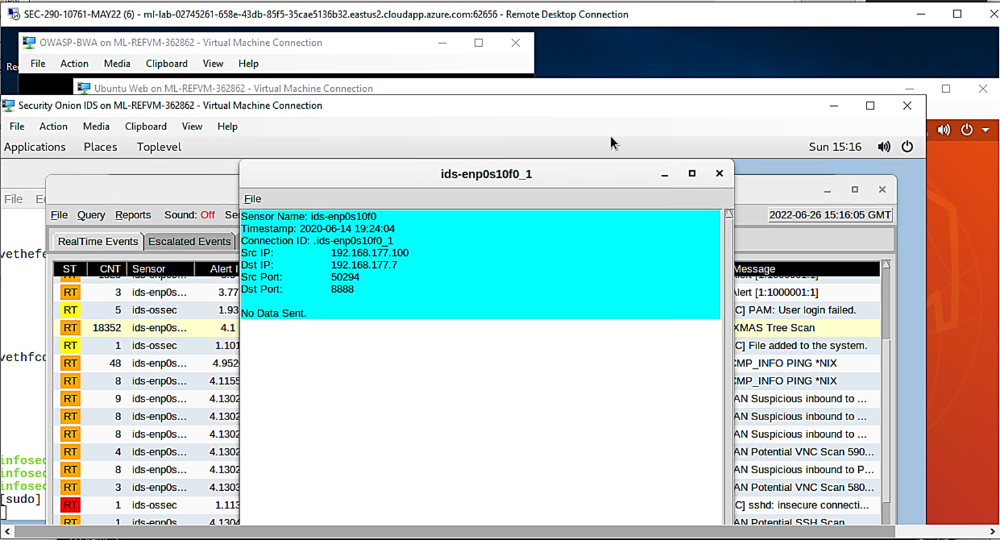 SEC-290-10761-MAY22 (6) - ml-lab-02745261-658e-43db-85f5-35cae5136b32.eastus2.cloudapp.azure.com:62656 - Remote Desktop Connection
OWASP-BWA on ML-REFVM-362862 - Virtual Machine Connection
Re
File Action Media Clipboard View Help
Ubuntu Web on ML-REFVM-362862 - Virtual Machine Connection
Security Onion IDS on ML-REFVM-362862 - Virtual Machine Connection
File Action Media Clipboard View Help
Applications Places Toplevel Sun 15:16
ids-enp0s10f0_1
File
File
Sensor Name: ids-enp0s10f0
Timestamp: 2020-06-14 19:24:04
Connection ID: .ids-enp0s10f0_1
Src IP: 192.168.177.100
Dst IP: 192.168.177.7
Src Port: 50294
Dst Port: 8888
No Data Sent.
File Query Reports Sound: Off Se 2022-06-26 15:16:05 GMT
RealTime Events Escalated Events
vethefe
ST CNT Sensor Alert I Message
RT 3 ids-enp0s... 3.77 Alert [1:1000001:1]
RT 5 ids-ossec 1.93 C] PAM: User login failed.
RT 18352 ids-enp0s... 4.1 XMAS Tree Scan
RT 1 ids-ossec 1.101 C] File added to the system.
vethfcc
RT 48 ids-enp0s... 4.952 CMP_INFO PING *NIX
RT 8 ids-enp0s... 4.1155 CMP_INFO PING *NIX
RT 9 ids-enp0s... 4.1302 AN Suspicious inbound to ...
RT 8 ids-enp0s... 4.1302 AN Suspicious inbound to ...
RT 8 ids-enp0s... 4.1302 AN Suspicious inbound to ...
RT 4 ids-enp0s... 4.1302 AN Potential VNC Scan 590...
infosec
RT 8 ids-enp0s... 4.1302 AN Suspicious inbound to P...
infosec
RT 3 ids-enp0s... 4.1303 AN Potential VNC Scan 580...
infosec
[sudo]
RT 1 ids-ossec 1.113 C] sshd: insecure connecti...
RT 1 ids-enp0s 4.1304 AN Potential SSH Scan